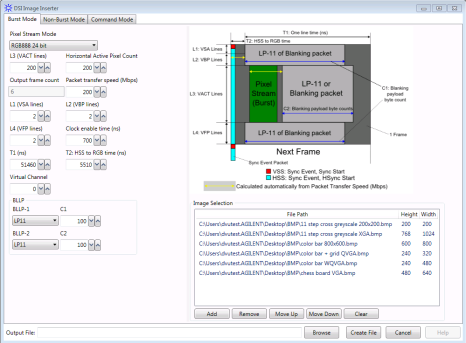 DSI Image Inserter
Burst Mode Non-Burst Mode Command Mode
Pixel Stream Mode
RGB888 24 bit
L3 (VACT lines) Horizontal Active Pixel Count
200 200
Output frame count Packet transfer speed (Mbps)
6 200
L1 (VSA lines) L2 (VBP lines)
2 2
L4 (VFP lines) Clock enable time (ns)
2 200
T1 (ns) T2: HSS to RGB time (ns)
51460 5510
Virtual Channel
0
BLLP
BLLP-1 C1
LP11 100
BLLP-2 C2
LP11 100
T1: One line time (ns)
T2: HSS to RGB time
L1: VSA Lines
LP-11 of Blanking packet
L2: VBP Lines
C1: Blanking payload byte count
L3: VACT Lines
Pixel Stream (Burst)
LP-11 or Blanking packet
C2: Blanking payload byte counts
L4: VFP Lines
LP-11 of Blanking packet
1 Frame
Next Frame
Sync Event Packet
VSS: Sync Event, Sync Start
HSS: Sync Event, HSync Start
Calculated automatically from Packet Transfer Speed (Mbps)
Image Selection
File Path Height Width
C:\Users\dvutest.AGILENT\Desktop\BMP\11 step cross greyscale 200x200.bmp 200 200
C:\Users\dvutest.AGILENT\Desktop\BMP\11 step cross greyscale XGA.bmp 768 1024
C:\Users\dvutest.AGILENT\Desktop\BMP\color bar 800x600.bmp 600 800
C:\Users\dvutest.AGILENT\Desktop\BMP\color bar + grid QVGA.bmp 240 320
C:\Users\dvutest.AGILENT\Desktop\BMP\color bar WQVGA.bmp 240 480
C:\Users\dvutest.AGILENT\Desktop\BMP\chess board VGA.bmp 480 640
Add Remove Move Up Move Down Clear
Output File: Browse Create File Cancel Help